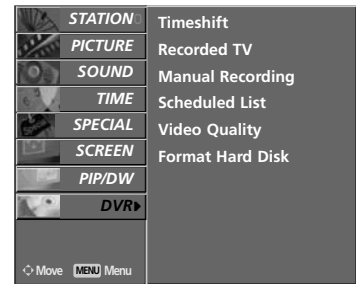 STATION
PICTURE
SOUND
TIME
SPECIAL
SCREEN
PIP/DW
DVR
Timeshift
Recorded TV
Manual Recording
Scheduled List
Video Quality
Format Hard Disk
Move MENU Menu